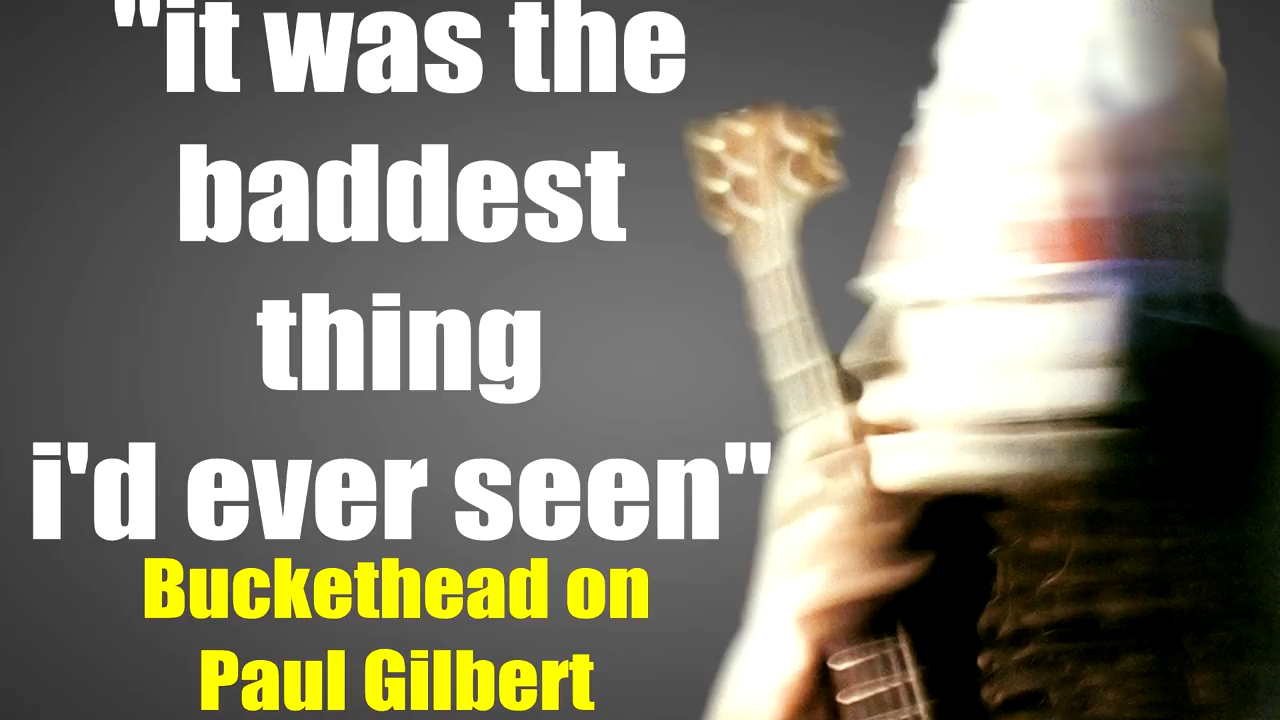 "it was the
baddest
thing
i'd ever seen"
Buckethead on
Paul Gilbert